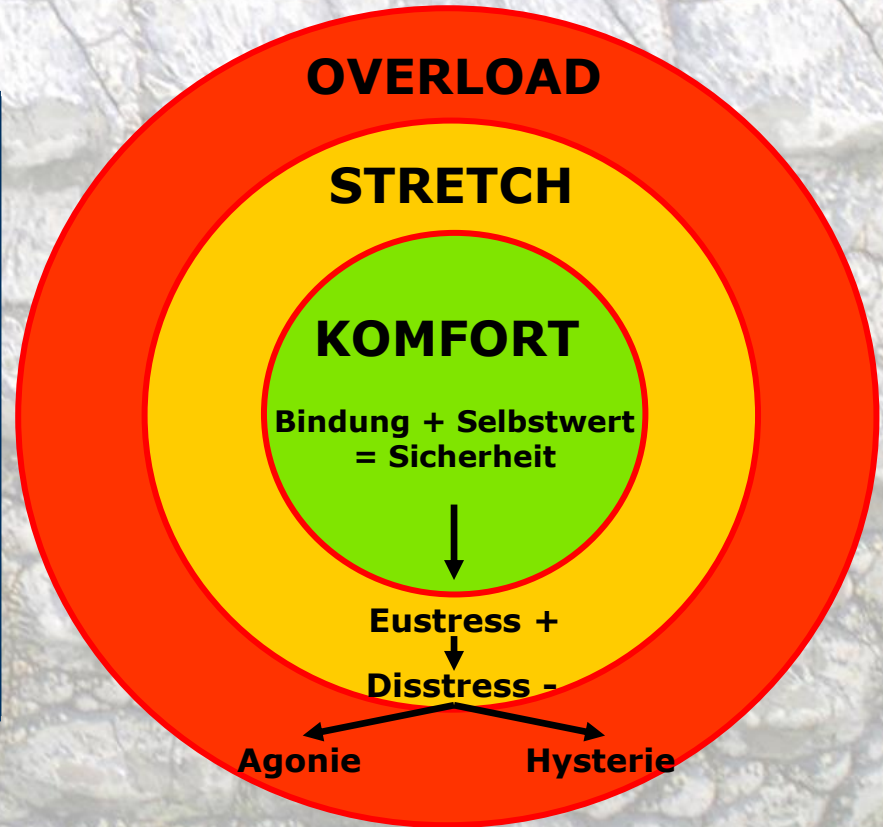 OVERLOAD
STRETCH
KOMFORT
Bindung + Selbstwert
= Sicherheit
Eustress +
Disstress -
Agonie Hysterie